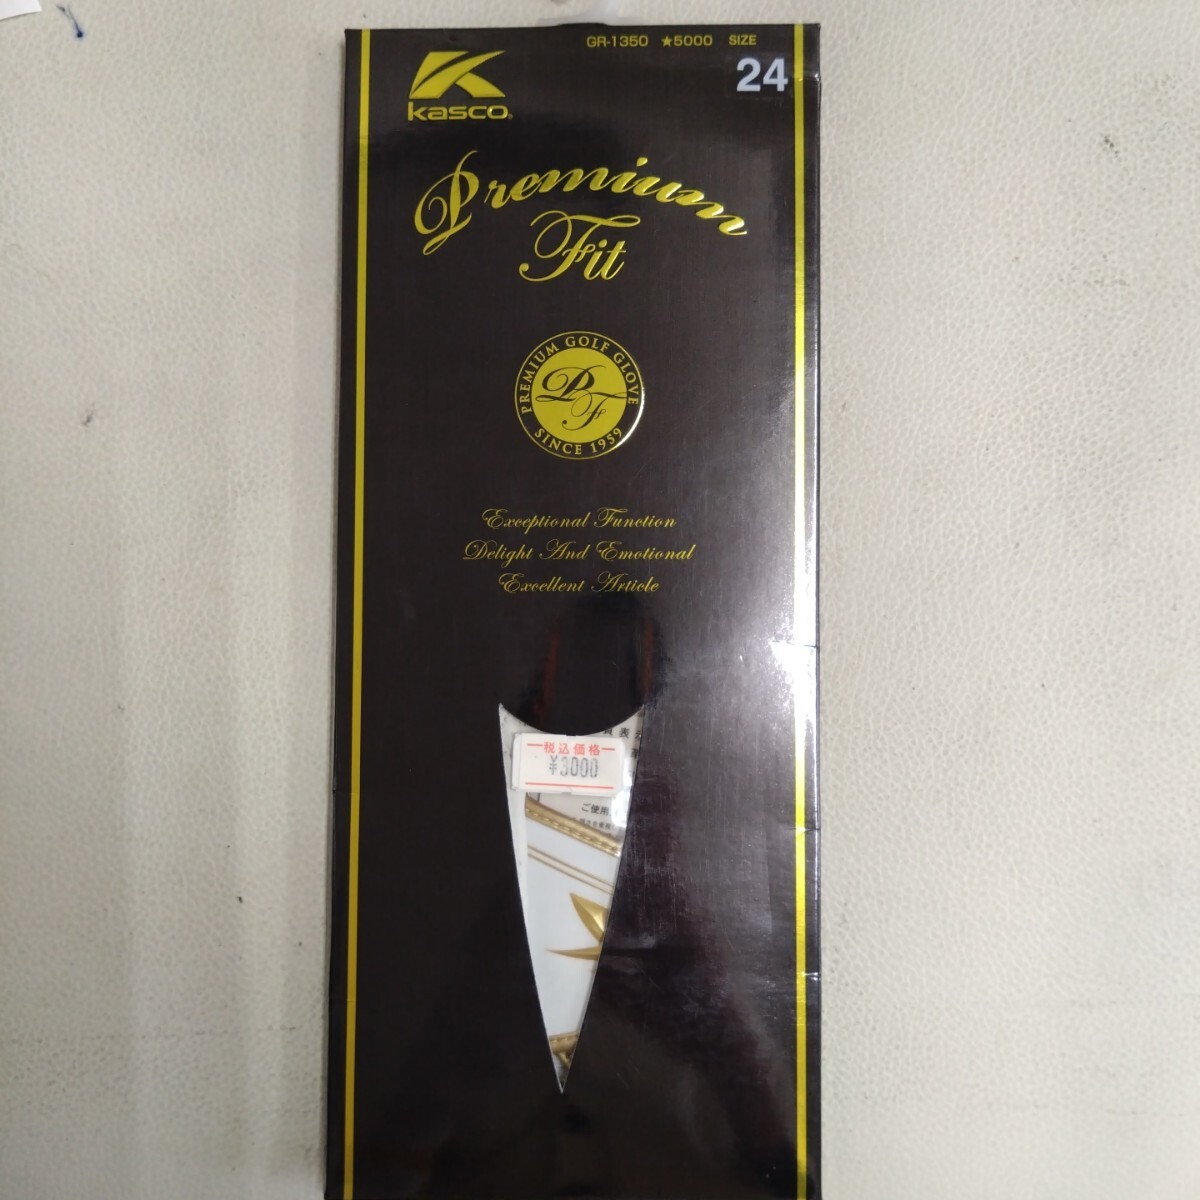 GR-1350 ★5000 SIZE
24
kasco
Premium
Fit
PREMIUM GOLF GLOVE
PF
SINCE 1959
Exceptional Function
Delight And Emotional
Excellent Article
税込価格
¥3000
ご使用